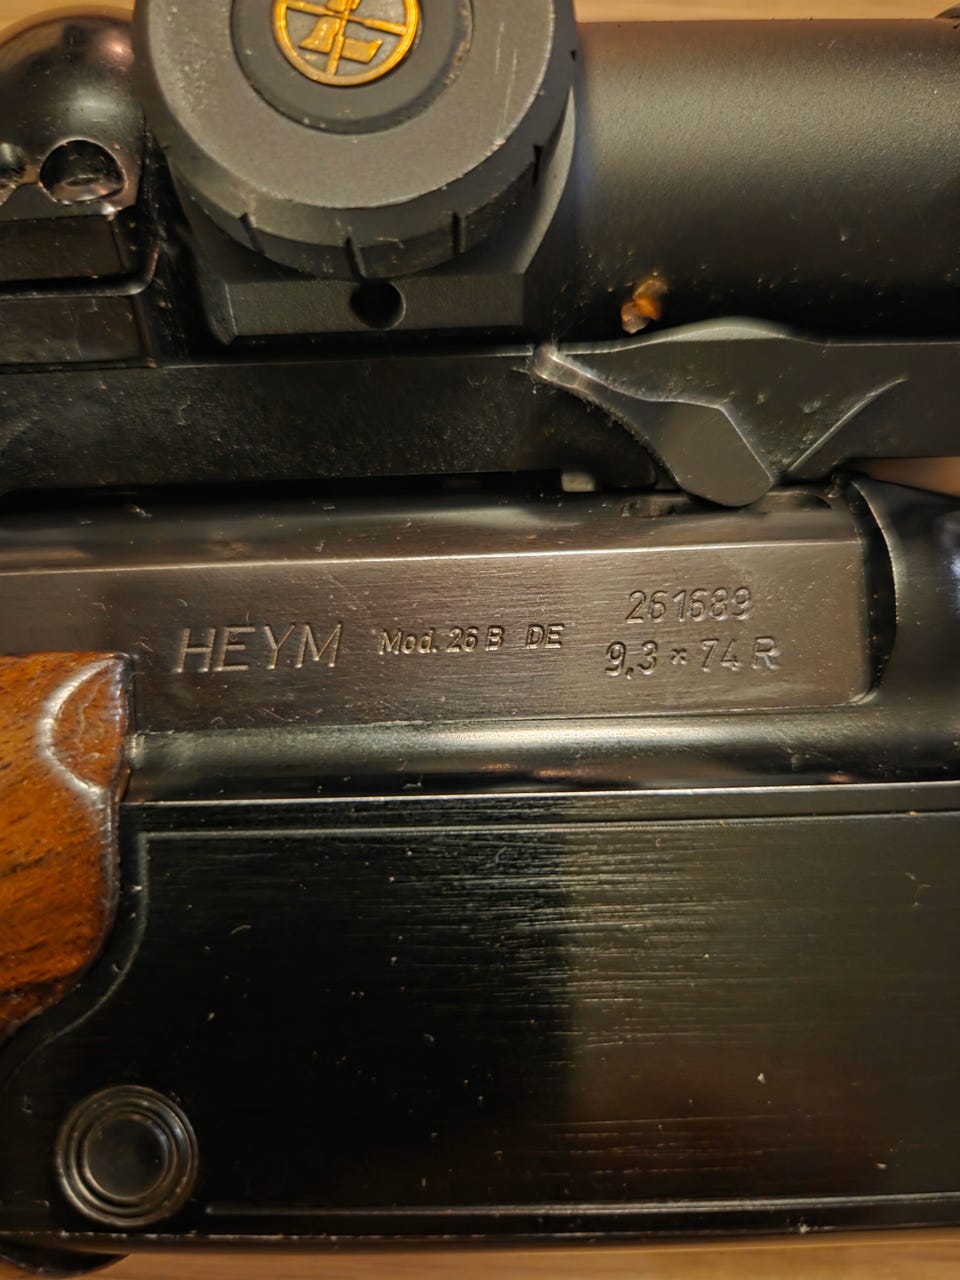 HEYM Mod. 26 B DE
261689
9,3 × 74 R